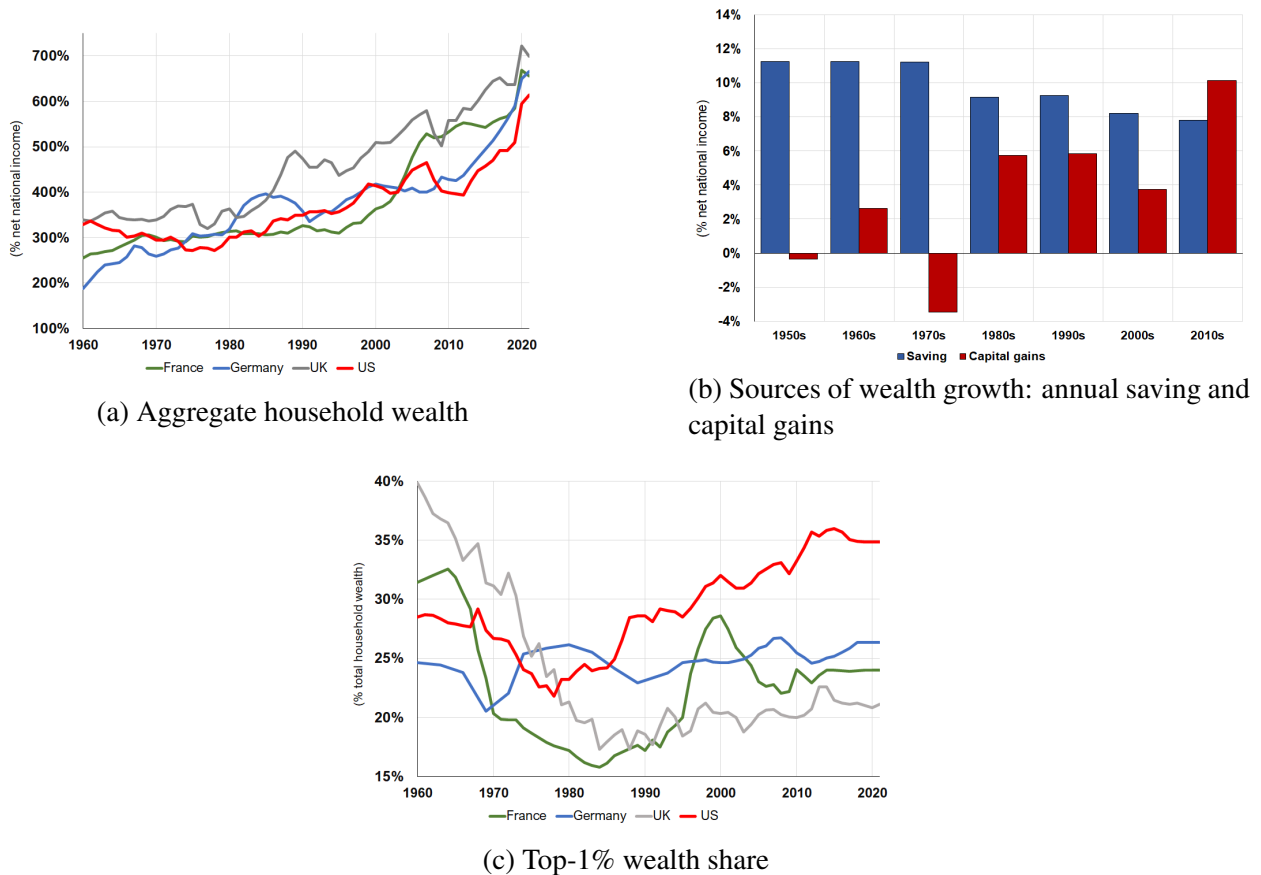 700%
600%
500%
400%
300%
200%
100%
(% net national income)
1960 1970 1980 1990 2000 2010 2020
France Germany UK US
(a) Aggregate household wealth
14%
12%
10%
8%
6%
4%
2%
0%
-2%
-4%
(% net national income)
1950s 1960s 1970s 1980s 1990s 2000s 2010s
Saving Capital gains
(b) Sources of wealth growth: annual saving and
capital gains
40%
35%
30%
25%
20%
15%
(% total household wealth)
1960 1970 1980 1990 2000 2010 2020
France Germany UK US
(c) Top-1% wealth share